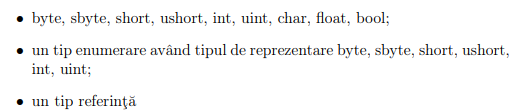 • byte, sbyte, short, ushort, int, uint, char, float, bool;
• un tip enumerare având tipul de reprezentare byte, sbyte, short, ushort,
int, uint;
• un tip referinţă